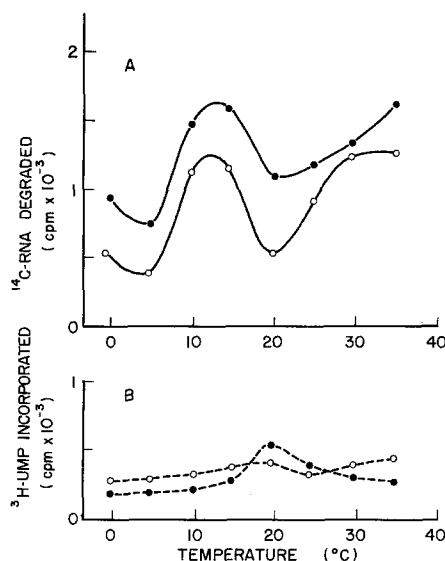 A
2
1
0
¹⁴C-RNA DEGRADED
(cpm x 10⁻³)
0 10 20 30 40
B
1
0
³H-UMP INCORPORATED
(cpm x 10⁻³)
0 10 20 30 40
TEMPERATURE (°C)